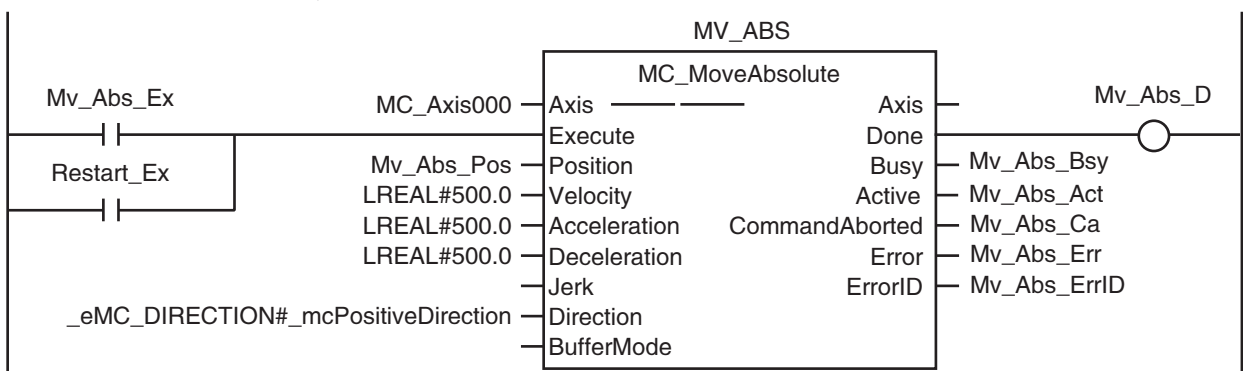 MV_ABS
MC_MoveAbsolute
Mv_Abs_Ex MC_Axis000 Axis Axis Mv_Abs_D
Execute Done
Restart_Ex Mv_Abs_Pos Position Busy Mv_Abs_Bsy
LREAL#500.0 Velocity Active Mv_Abs_Act
LREAL#500.0 Acceleration CommandAborted Mv_Abs_Ca
LREAL#500.0 Deceleration Error Mv_Abs_Err
Jerk ErrorID Mv_Abs_ErrID
_eMC_DIRECTION#_mcPositiveDirection Direction
BufferMode